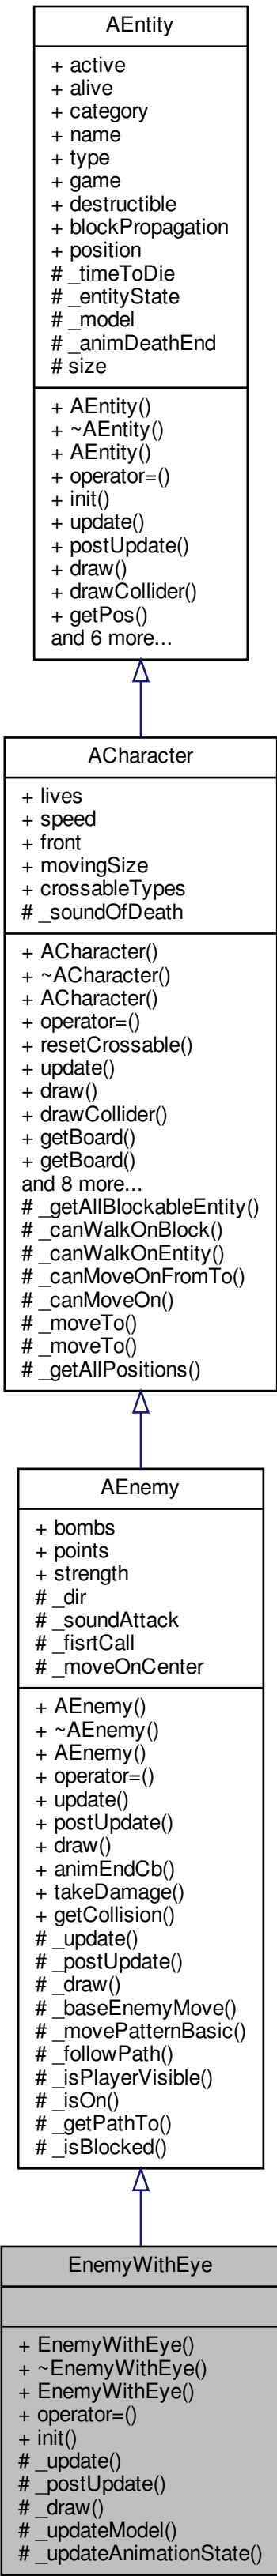 AEntity
+ active
+ alive
+ category
+ name
+ type
+ game
+ destructible
+ blockPropagation
+ position
# _timeToDie
# _entityState
# _model
# _animDeathEnd
# size
+ AEntity()
+ ~AEntity()
+ AEntity()
+ operator=()
+ init()
+ update()
+ postUpdate()
+ draw()
+ drawCollider()
+ getPos()
and 6 more...
ACharacter
+ lives
+ speed
+ front
+ movingSize
+ crossableTypes
# _soundOfDeath
+ ACharacter()
+ ~ACharacter()
+ ACharacter()
+ operator=()
+ resetCrossable()
+ update()
+ draw()
+ drawCollider()
+ getBoard()
+ getBoard()
and 8 more...
# _getAllBlockableEntity()
# _canWalkOnBlock()
# _canWalkOnEntity()
# _canMoveOnFromTo()
# _canMoveOn()
# _moveTo()
# _moveTo()
# _getAllPositions()
AEnemy
+ bombs
+ points
+ strength
# _dir
# _soundAttack
# _fisrtCall
# _moveOnCenter
+ AEnemy()
+ ~AEnemy()
+ AEnemy()
+ operator=()
+ update()
+ postUpdate()
+ draw()
+ animEndCb()
+ takeDamage()
+ getCollision()
# _update()
# _postUpdate()
# _draw()
# _baseEnemyMove()
# _movePatternBasic()
# _followPath()
# _isPlayerVisible()
# _isOn()
# _getPathTo()
# _isBlocked()
EnemyWithEye
+ EnemyWithEye()
+ ~EnemyWithEye()
+ EnemyWithEye()
+ operator=()
+ init()
# _update()
# _postUpdate()
# _draw()
# _updateModel()
# _updateAnimationState()